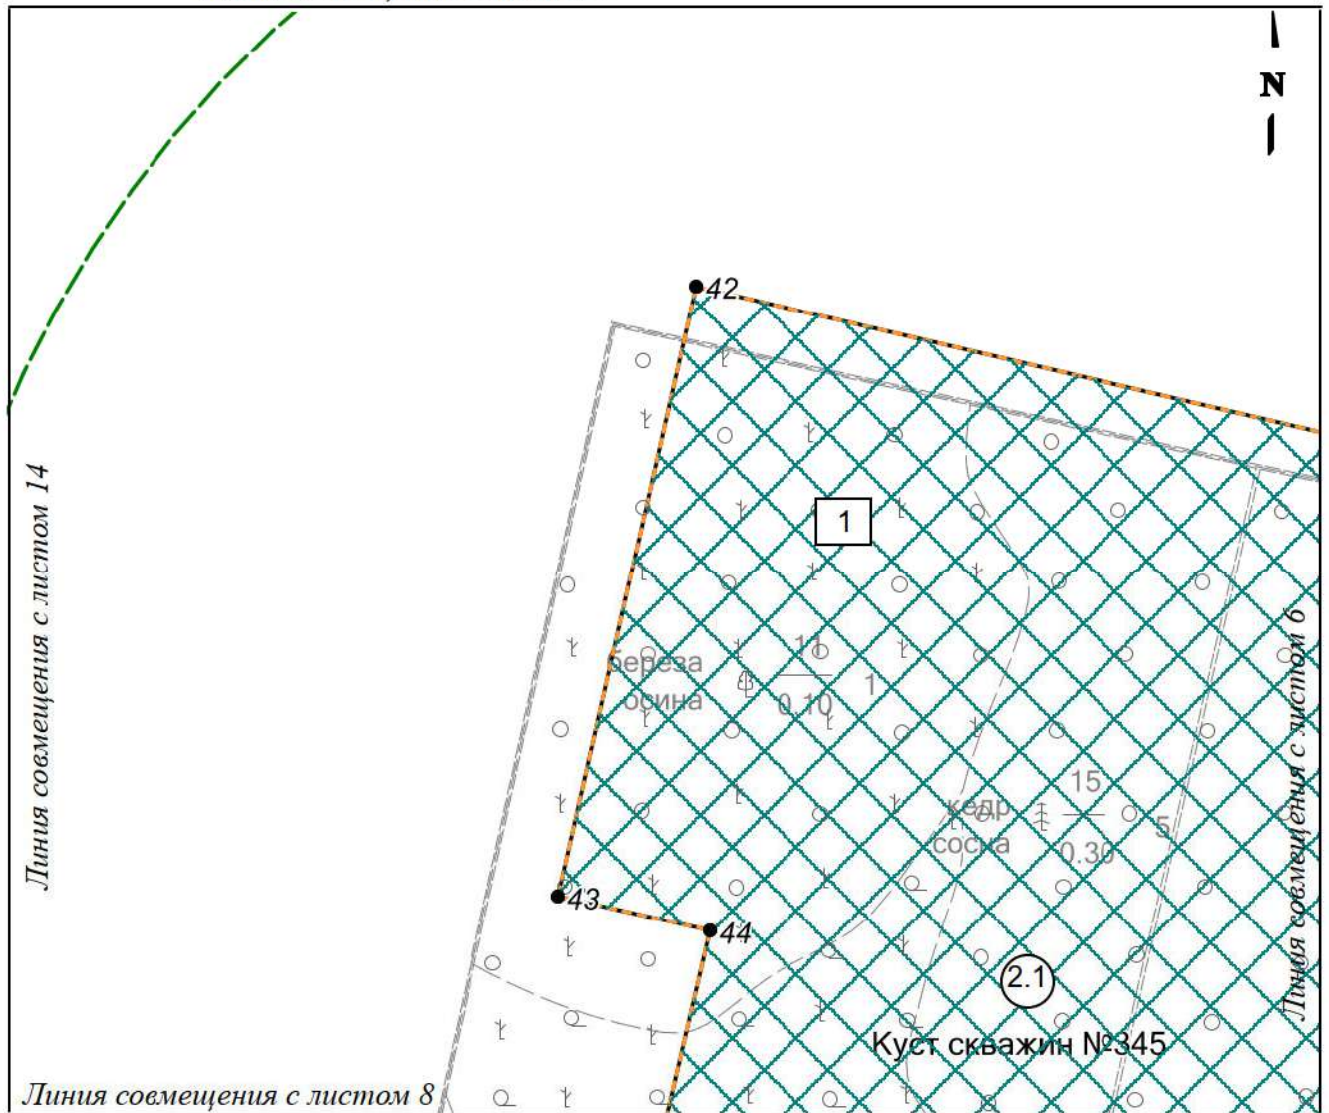 N
42
1
Линия совмещения с листом 14
Линия совмещения с листом 6
береза
осина
11
0.10
1
кедр
сосна
15
0.30
5
43
44
2.1
Куст скважин №345
Линия совмещения с листом 8